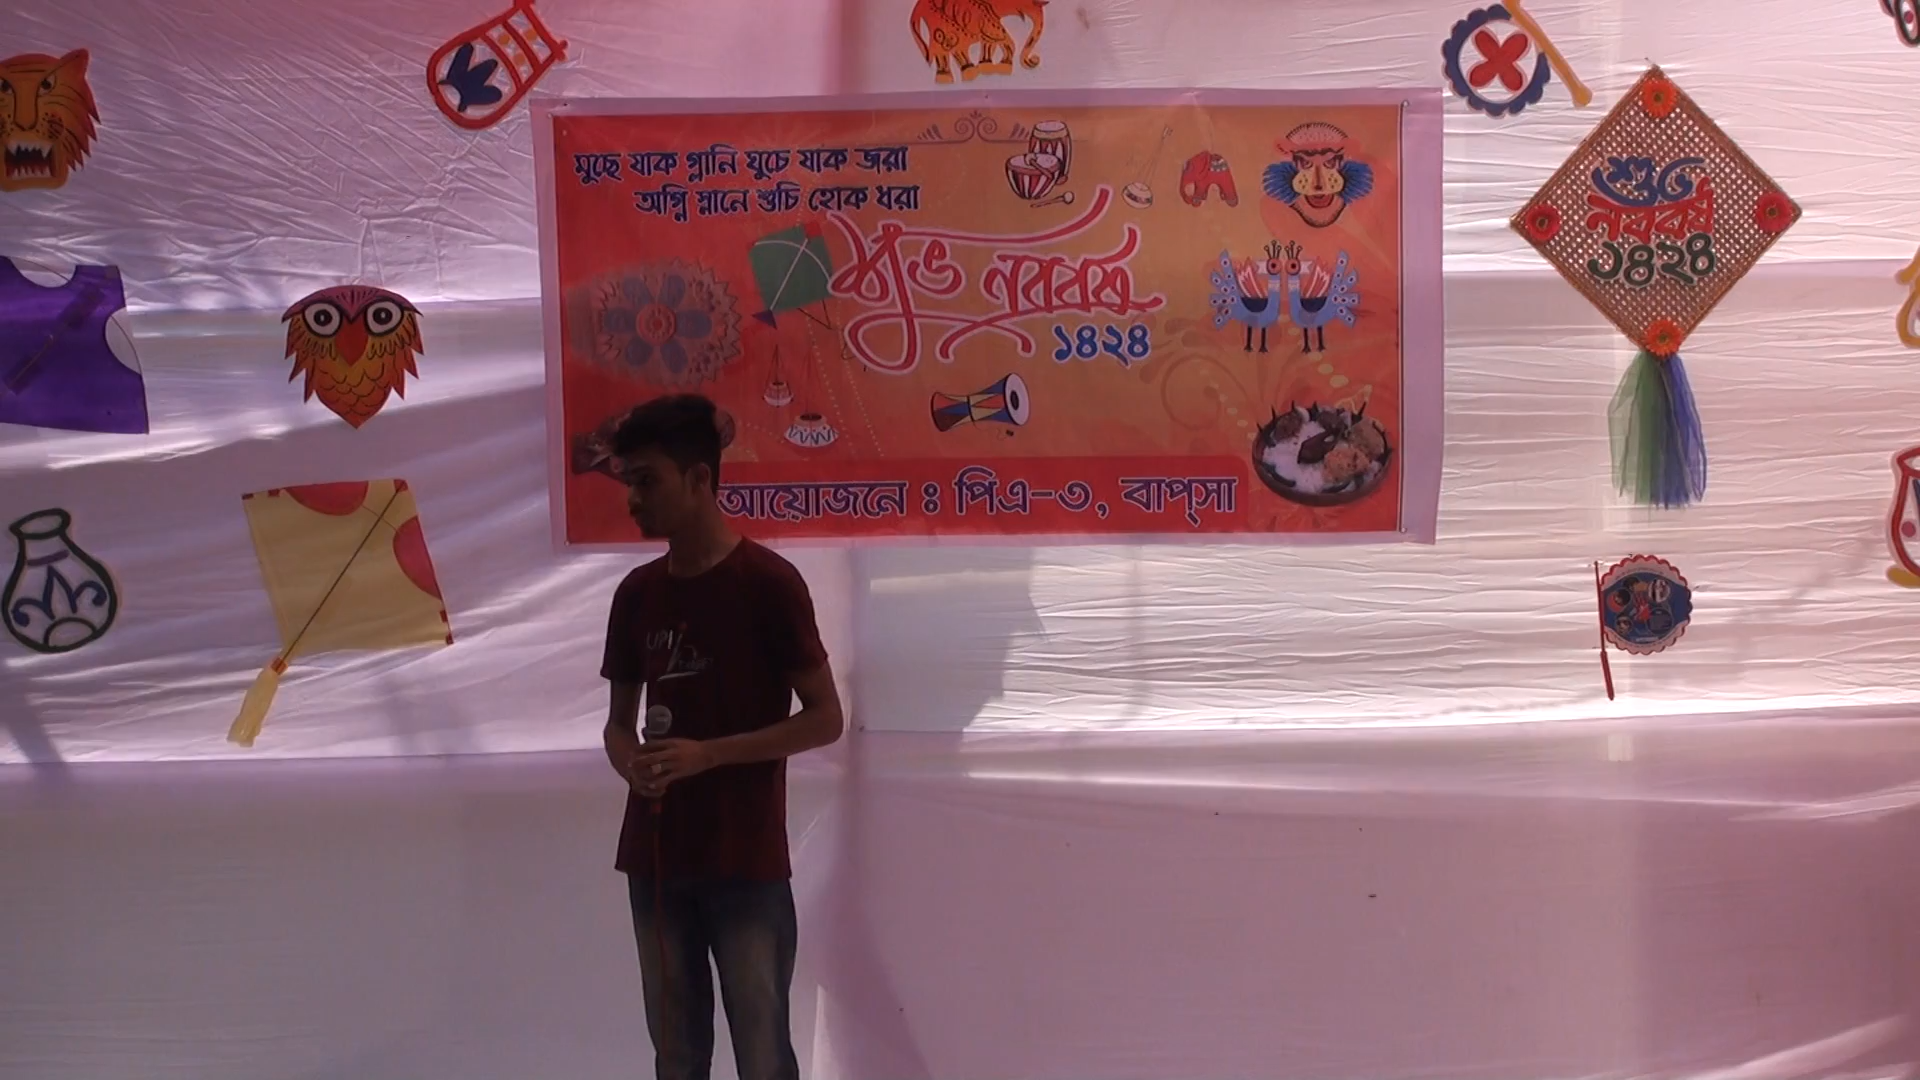 মুছে যাক গ্লানি ঘুচে যাক জরা
অগ্নি স্নানে শুচি হোক ধরা
শুভ নববর্ষ
১৪২৪
আয়োজনে ঃ পিএ-৩, বাপ্সা
শুভ
নববর্ষ
১৪২৪